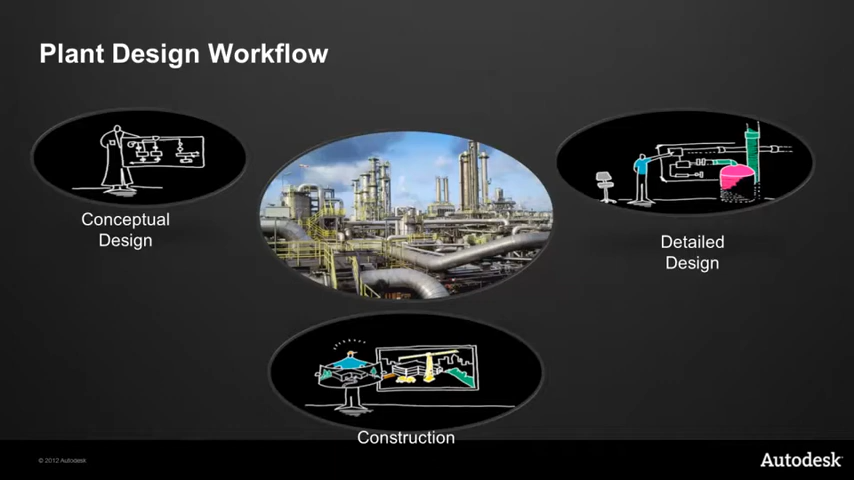 Plant Design Workflow
Conceptual
Design
Detailed
Design
Construction
© 2012 Autodesk
Autodesk